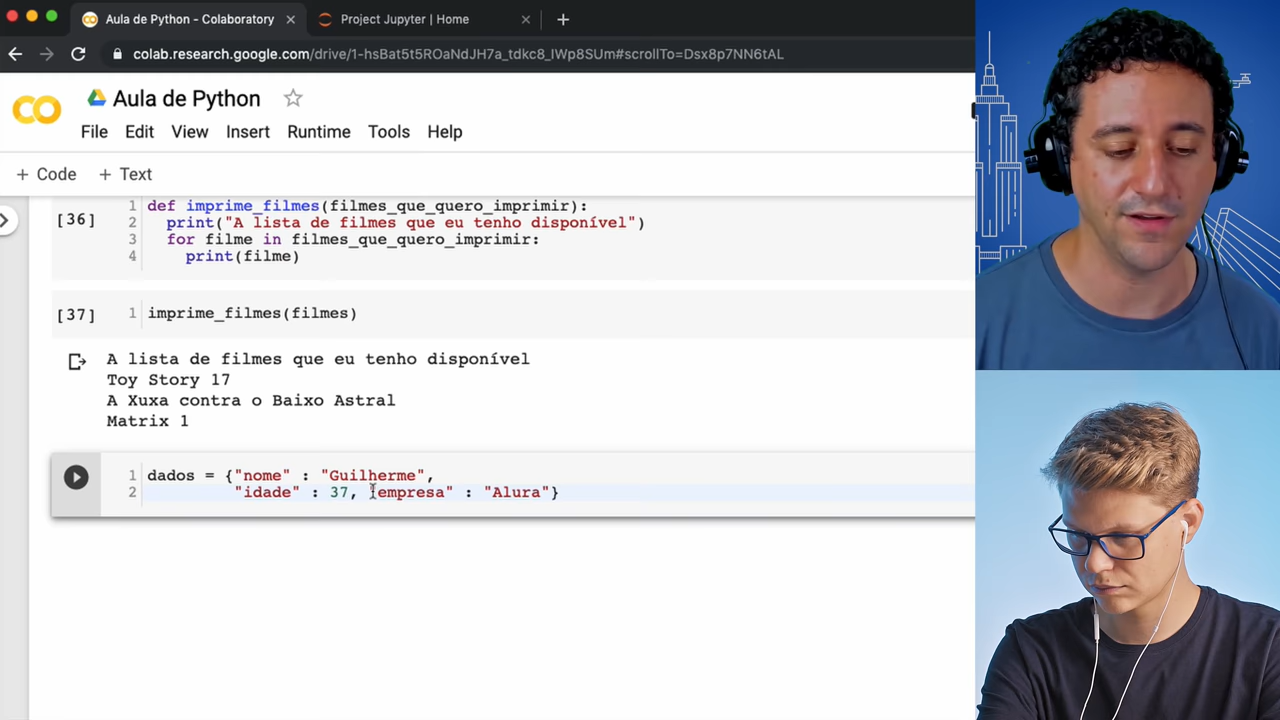 Aula de Python - Colaboratory
Project Jupyter | Home
colab.research.google.com/drive/1-hsBat5t5ROaNdJH7a_tdkc8_IWp8SUm#scrollTo=Dsx8p7NN6tAL
CO
Aula de Python
File Edit View Insert Runtime Tools Help
+ Code + Text
[36]
1 def imprime_filmes(filmes_que_quero_imprimir):
2 print("A lista de filmes que eu tenho disponível")
3 for filme in filmes_que_quero_imprimir:
4 print(filme)
[37] 1 imprime_filmes(filmes)
A lista de filmes que eu tenho disponível
Toy Story 17
A Xuxa contra o Baixo Astral
Matrix 1
1 dados = {"nome" : "Guilherme",
2 "idade" : 37, "empresa" : "Alura"}